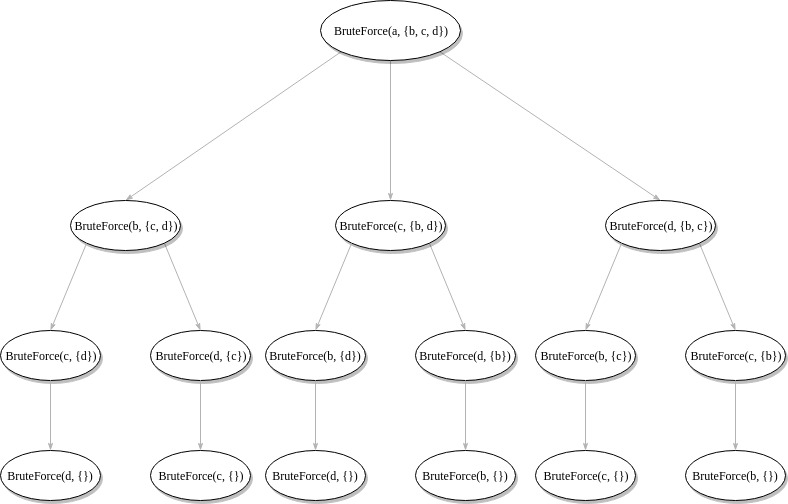 BruteForce(a, {b, c, d})
BruteForce(b, {c, d})
BruteForce(c, {b, d})
BruteForce(d, {b, c})
BruteForce(c, {d})
BruteForce(d, {c})
BruteForce(b, {d})
BruteForce(d, {b})
BruteForce(b, {c})
BruteForce(c, {b})
BruteForce(d, {})
BruteForce(c, {})
BruteForce(d, {})
BruteForce(b, {})
BruteForce(c, {})
BruteForce(b, {})